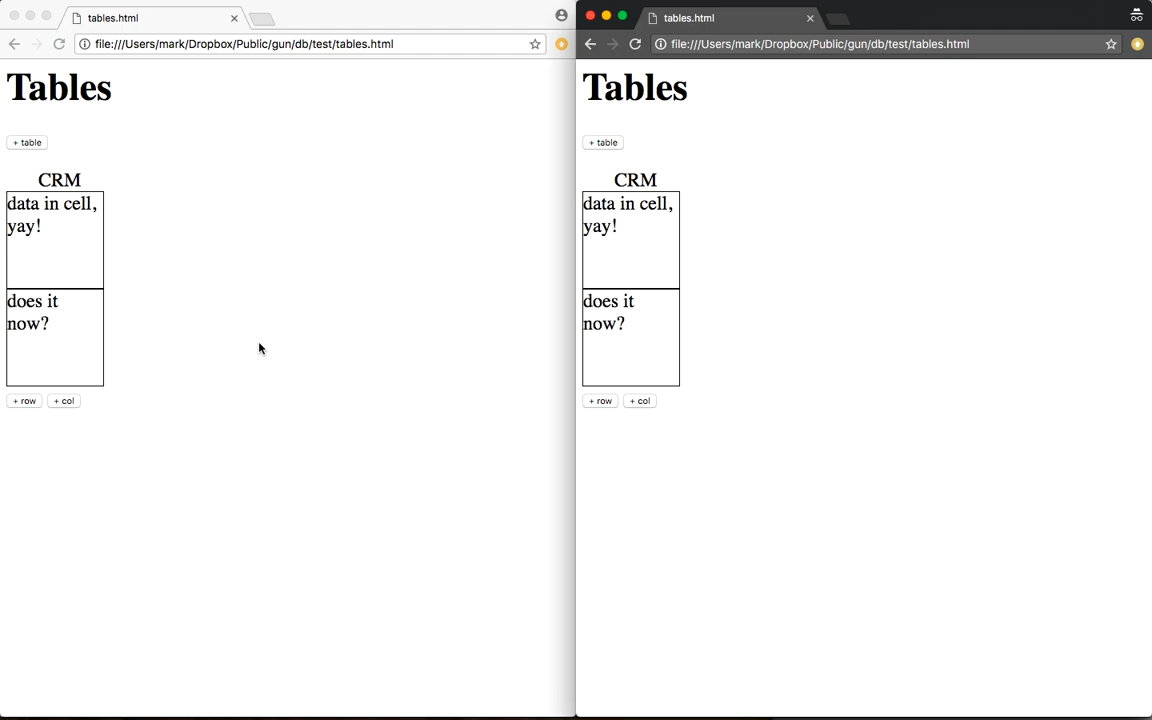 tables.html
file:///Users/mark/Dropbox/Public/gun/db/test/tables.html
Tables
+ table
CRM
data in cell,
yay!
does it
now?
+ row + col
tables.html
file:///Users/mark/Dropbox/Public/gun/db/test/tables.html
Tables
+ table
CRM
data in cell,
yay!
does it
now?
+ row + col